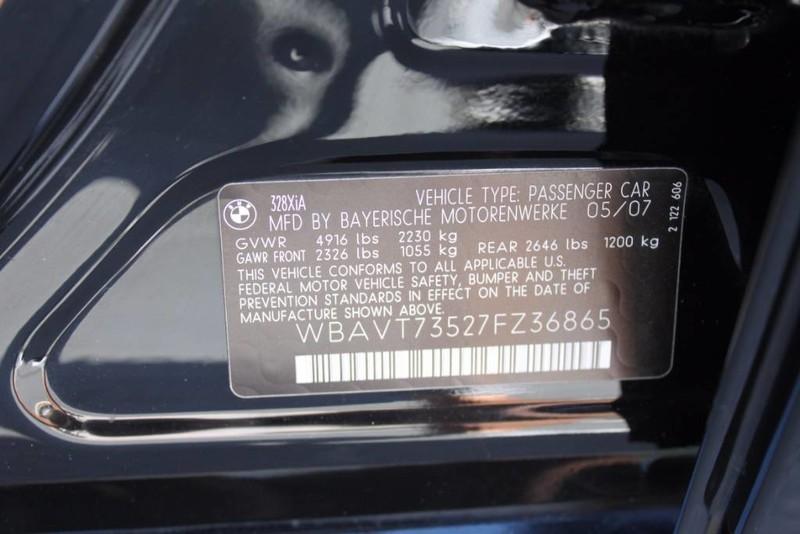 328XiA VEHICLE TYPE: PASSENGER CAR
MFD BY BAYERISCHE MOTORENWERKE 05/07
GVWR 4916 lbs 2230 kg
GAWR FRONT 2326 lbs 1055 kg REAR 2646 lbs 1200 kg
THIS VEHICLE CONFORMS TO ALL APPLICABLE U.S.
FEDERAL MOTOR VEHICLE SAFETY, BUMPER AND THEFT
PREVENTION STANDARDS IN EFFECT ON THE DATE OF
MANUFACTURE SHOWN ABOVE.
WBAVT73527FZ36865
2 122 606